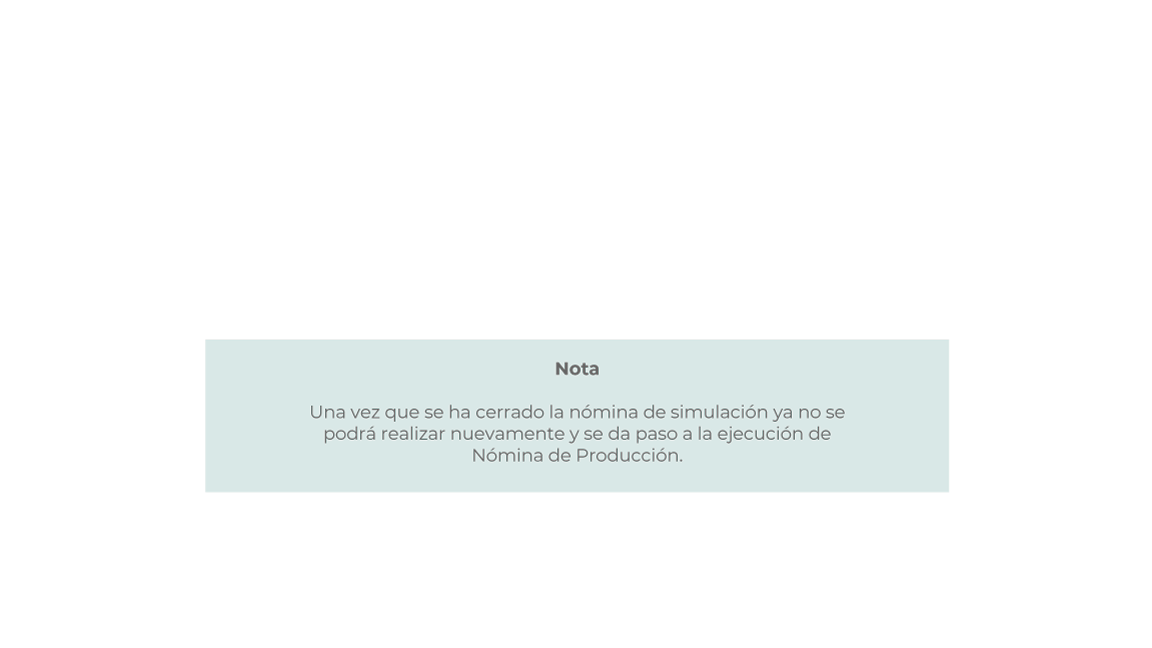 Nota
Una vez que se ha cerrado la nómina de simulación ya no se
podrá realizar nuevamente y se da paso a la ejecución de
Nómina de Producción.